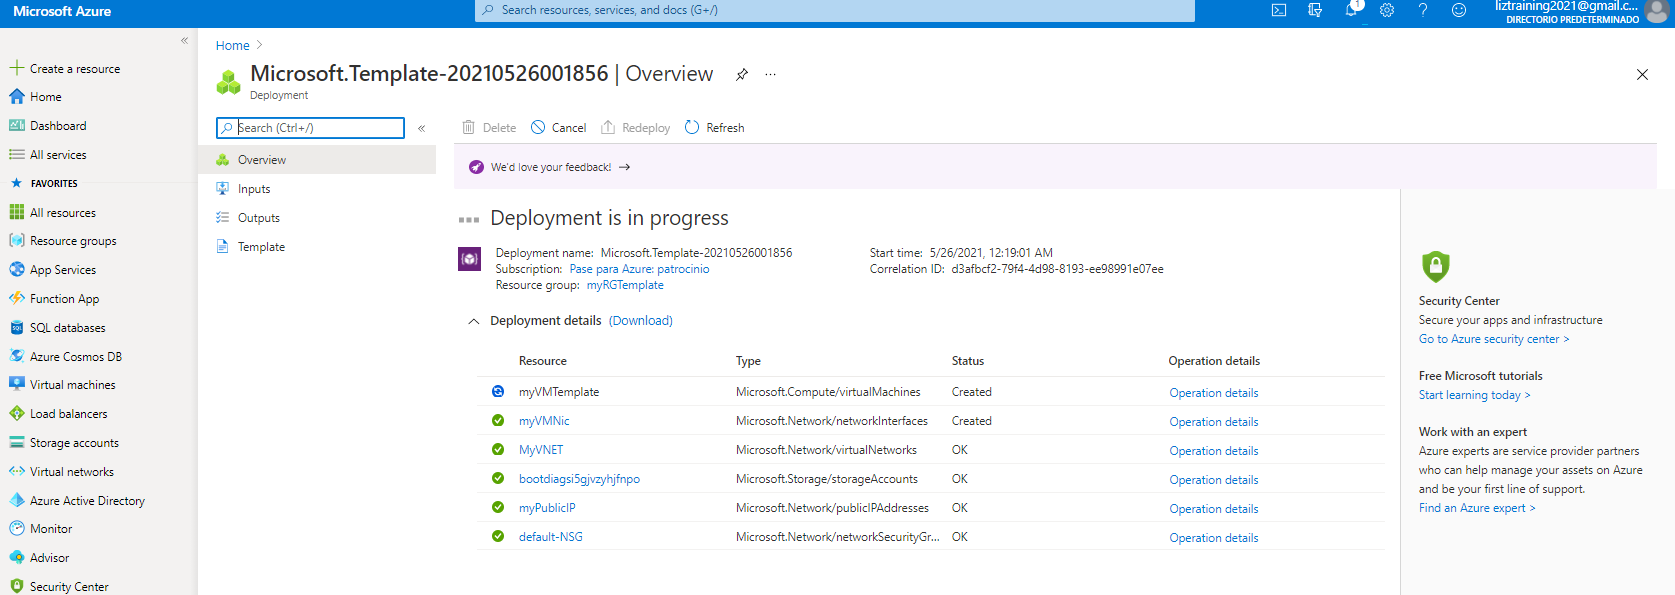 Microsoft Azure
Search resources, services, and docs (G+/)
1
liztraining2021@gmail.c...
DIRECTORIO PREDETERMINADO
Create a resource
Home
Dashboard
All services
FAVORITES
All resources
Resource groups
App Services
Function App
SQL databases
Azure Cosmos DB
Virtual machines
Load balancers
Storage accounts
Virtual networks
Azure Active Directory
Monitor
Advisor
Security Center
Home
Microsoft.Template-20210526001856 | Overview
Deployment
Search (Ctrl+/)
Overview
Inputs
Outputs
Template
Delete Cancel Redeploy Refresh
We'd love your feedback!
Deployment is in progress
Deployment name: Microsoft.Template-20210526001856
Subscription: Pase para Azure: patrocinio
Resource group: myRGTemplate
Start time: 5/26/2021, 12:19:01 AM
Correlation ID: d3afbcf2-79f4-4d98-8193-ee98991e07ee
Deployment details (Download)
Resource Type Status Operation details
myVMTemplate Microsoft.Compute/virtualMachines Created Operation details
myVMNic Microsoft.Network/networkInterfaces Created Operation details
MyVNET Microsoft.Network/virtualNetworks OK Operation details
bootdiagsi5gjvzyhjfnpo Microsoft.Storage/storageAccounts OK Operation details
myPublicIP Microsoft.Network/publicIPAddresses OK Operation details
default-NSG Microsoft.Network/networkSecurityGr... OK Operation details
Security Center
Secure your apps and infrastructure
Go to Azure security center >
Free Microsoft tutorials
Start learning today >
Work with an expert
Azure experts are service provider partners
who can help manage your assets on Azure
and be your first line of support.
Find an Azure expert >